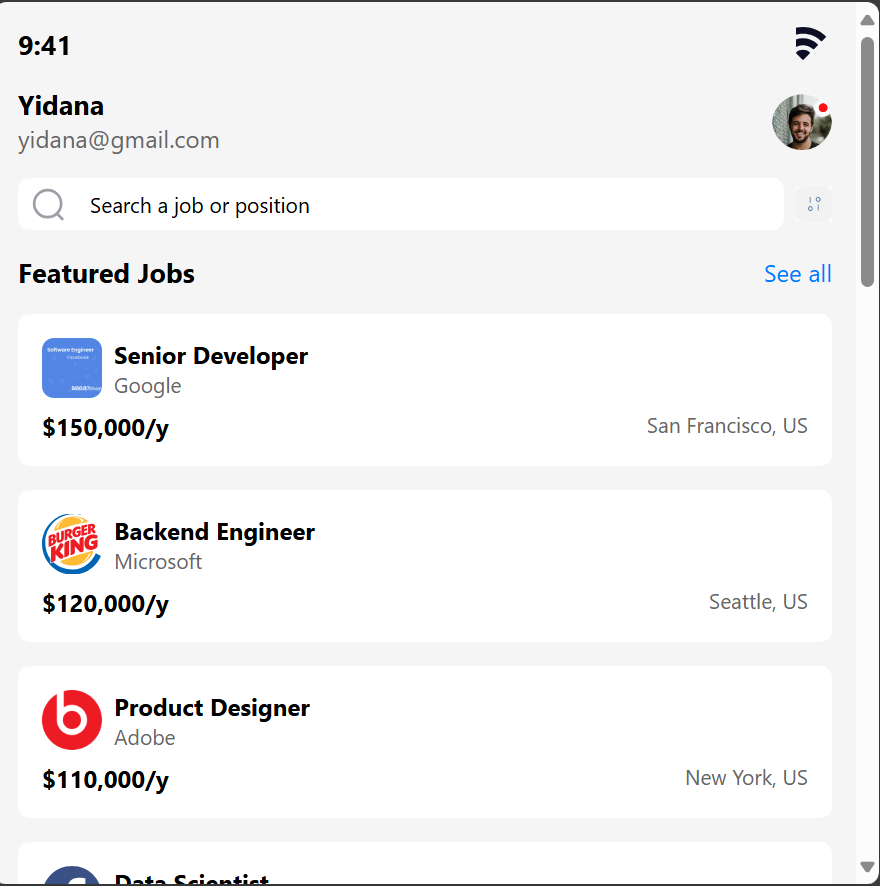 9:41
Yidana
yidana@gmail.com
Search a job or position
Featured Jobs
See all
Software Engineer
Facebook
Senior Developer
Google
$150,000/y
San Francisco, US
BURGER
KING
Backend Engineer
Microsoft
$120,000/y
Seattle, US
b
Product Designer
Adobe
$110,000/y
New York, US
Data Scientist